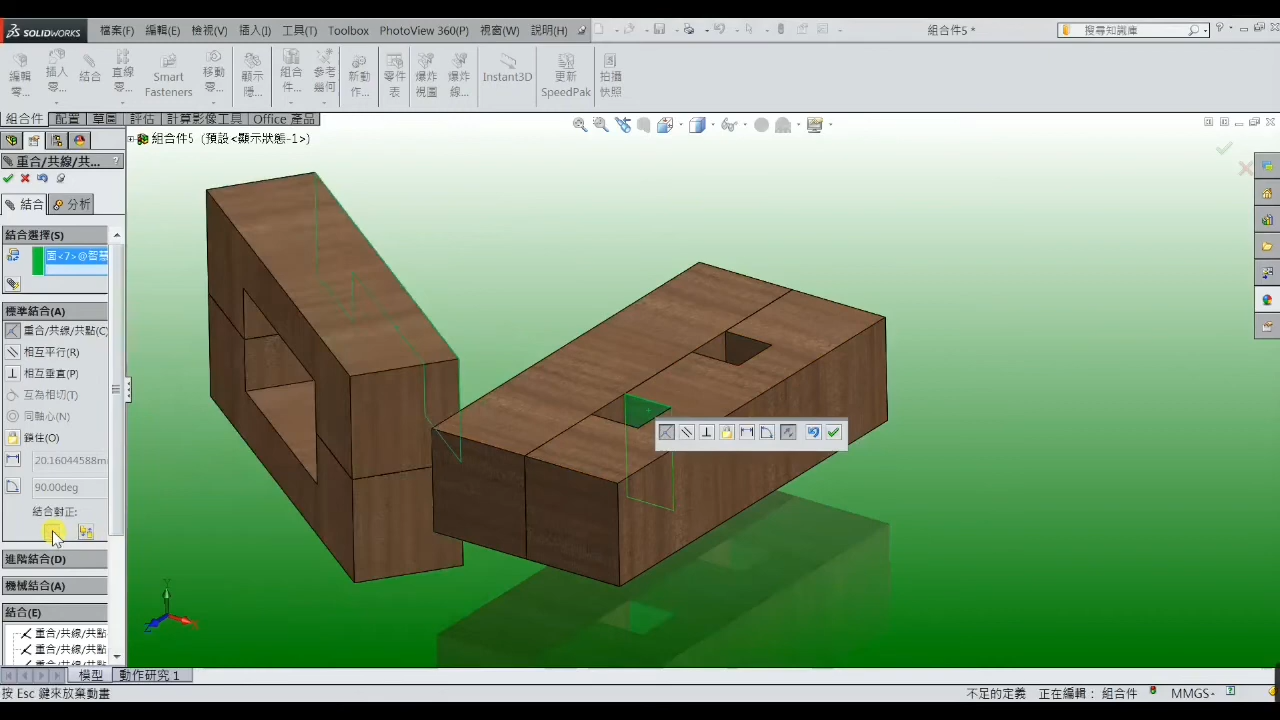 SOLIDWORKS 檔案(F) 編輯(E) 檢視(V) 插入(I) 工具(T) Toolbox PhotoView 360(P) 視窗(W) 說明(H) 組合件5 * 搜尋知識庫
編輯零... 插入零... 結合 直線零... Smart Fasteners 移動零... 顯示隱... 組合件... 參考幾何 新動作... 零件表 爆炸視圖 爆炸線... Instant3D 更新 SpeedPak 拍攝快照
組合件 配置 草圖 評估 計算影像工具 Office 產品
組合件5 (預設<顯示狀態-1>)
重合/共線/共... ?
結合 分析
結合選擇(S)
面<7>@智慧
標準結合(A)
重合/共線/共點(C)
相互平行(R)
相互垂直(P)
互為相切(T)
同軸心(N)
鎖住(O)
20.16044588m
90.00deg
結合對正:
進階結合(D)
機械結合(A)
結合(E)
重合/共線/共點
重合/共線/共點
重合/共線/共點
模型 動作研究 1
按 Esc 鍵來放棄動畫 不足的定義 正在編輯: 組合件 MMGS